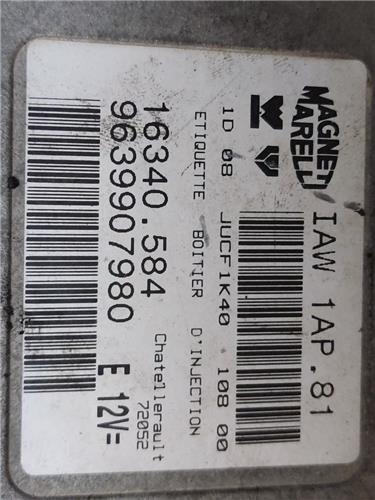 MAGNETI
MARELLI
IAW 1AP.81
1D 08 JUCF1K40 108 00
ETIQUETTE BOITIER D'INJECTION
16340.584
9639907980
Chatellerault
72052
E 12V=